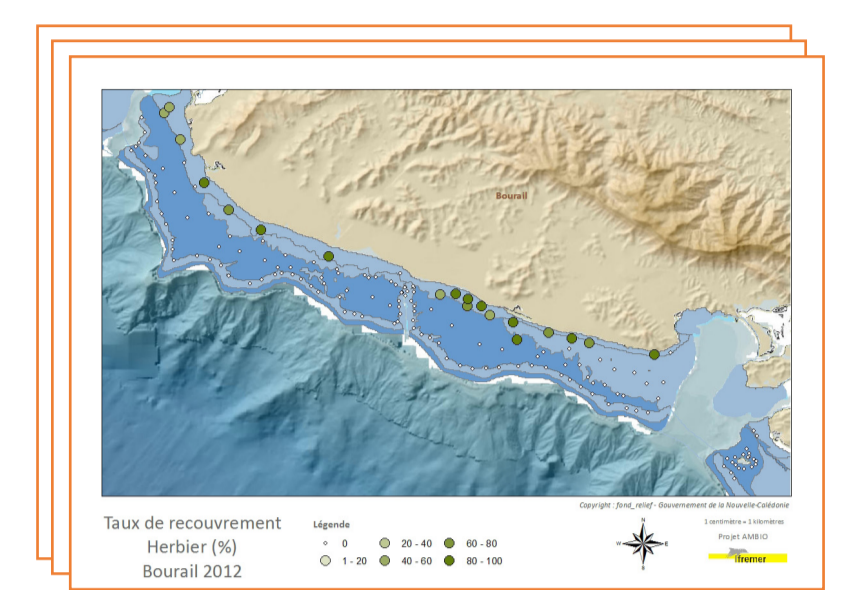 Bourail
Copyright : fond_relief - Gouvernement de la Nouvelle-Calédonie
Taux de recouvrement
Herbier (%)
Bourail 2012
Légende
0
1 - 20
20 - 40
40 - 60
60 - 80
80 - 100
N
W
E
S
1 centimètre = 1 kilomètres
Projet AMBIO
ifremer